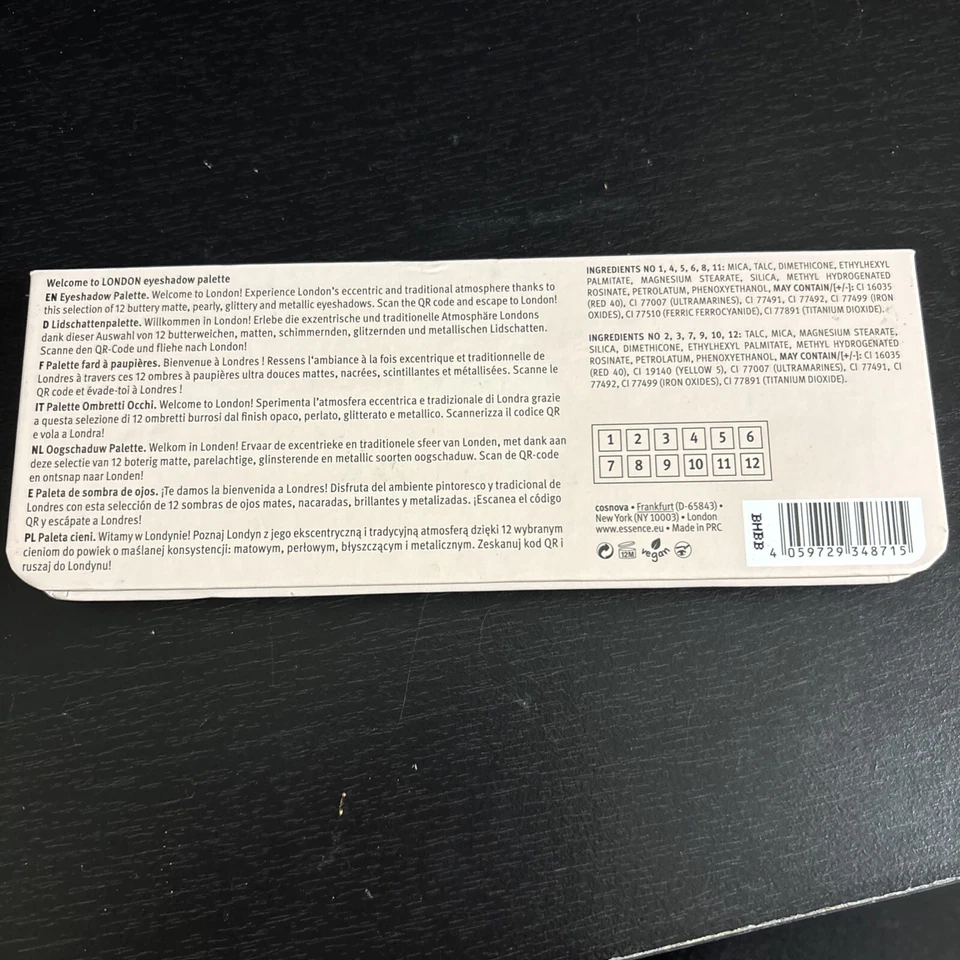 Welcome to LONDON eyeshadow palette
EN Eyeshadow Palette. Welcome to London! Experience London's eccentric and traditional atmosphere thanks to
this selection of 12 buttery matte, pearly, glittery and metallic eyeshadows. Scan the QR code and escape to London!
D Lidschattenpalette. Willkommen in London! Erlebe die exzentrische und traditionelle Atmosphäre Londons
dank dieser Auswahl von 12 butterweichen, matten, schimmernden, glitzernden und metallischen Lidschatten.
Scanne den QR-Code und fliehe nach London!
F Palette fard à paupières. Bienvenue à Londres ! Ressens l'ambiance à la fois excentrique et traditionnelle de
Londres à travers ces 12 ombres à paupières ultra douces mattes, nacrées, scintillantes et métallisées. Scanne le
QR code et évade-toi à Londres !
IT Palette Ombretti Occhi. Welcome to London! Sperimenta l'atmosfera eccentrica e tradizionale di Londra grazie
a questa selezione di 12 ombretti burrosi dal finish opaco, perlato, glitterato e metallico. Scannerizza il codice QR
e vola a Londra!
NL Oogschaduw Palette. Welkom in Londen! Ervaar de excentrieke en traditionele sfeer van Londen, met dank aan
deze selectie van 12 boterig matte, parelachtige, glinsterende en metallic soorten oogschaduw. Scan de QR-code
en ontsnap naar Londen!
E Paleta de sombra de ojos. ¡Te damos la bienvenida a Londres! Disfruta del ambiente pintoresco y tradicional de
Londres con esta selección de 12 sombras de ojos mates, nacaradas, brillantes y metalizadas. ¡Escanea el código
QR y escápate a Londres!
PL Paleta cieni. Witamy w Londynie! Poznaj Londyn z jego ekscentryczną i tradycyjną atmosferą dzięki 12 wybranym
cieniom do powiek o maślanej konsystencji: matowym, perłowym, błyszczącym i metalicznym. Zeskanuj kod QR i
ruszaj do Londynu!
INGREDIENTS NO 1, 4, 5, 6, 8, 11: MICA, TALC, DIMETHICONE, ETHYLHEXYL
PALMITATE, MAGNESIUM STEARATE, SILICA, METHYL HYDROGENATED
ROSINATE, PETROLATUM, PHENOXYETHANOL, MAY CONTAIN/[+/-]: CI 16035
(RED 40), CI 77007 (ULTRAMARINES), CI 77491, CI 77492, CI 77499 (IRON
OXIDES), CI 77510 (FERRIC FERROCYANIDE), CI 77891 (TITANIUM DIOXIDE).
INGREDIENTS NO 2, 3, 7, 9, 10, 12: TALC, MICA, MAGNESIUM STEARATE,
SILICA, DIMETHICONE, ETHYLHEXYL PALMITATE, METHYL HYDROGENATED
ROSINATE, PETROLATUM, PHENOXYETHANOL, MAY CONTAIN/[+/-]: CI 16035
(RED 40), CI 19140 (YELLOW 5), CI 77007 (ULTRAMARINES), CI 77491, CI
77492, CI 77499 (IRON OXIDES), CI 77891 (TITANIUM DIOXIDE).
1 2 3 4 5 6
7 8 9 10 11 12
cosnova • Frankfurt (D-65843) •
New York (NY 10003) • London
www.essence.eu • Made in PRC
12M vegan
BHBB
4 059729 348715